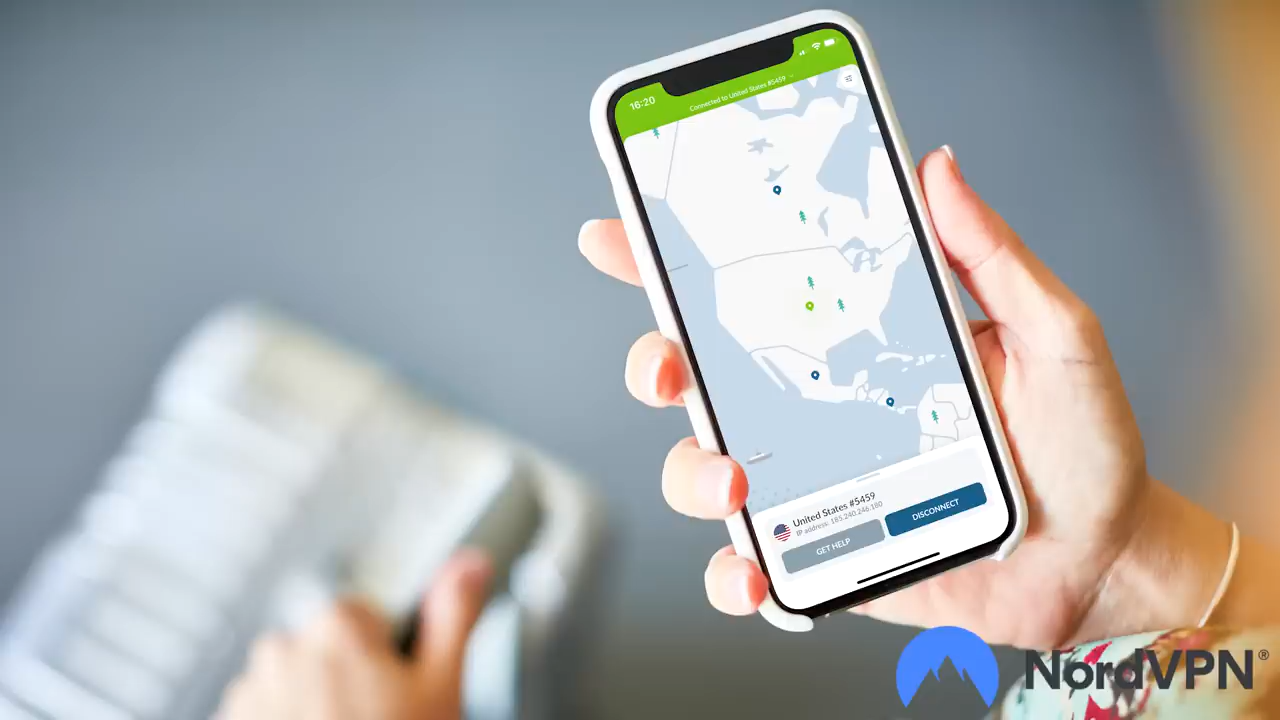 16:20
Connected to United States #5459
United States #5459
IP address: 185.240.246.180
GET HELP
DISCONNECT
NordVPN®